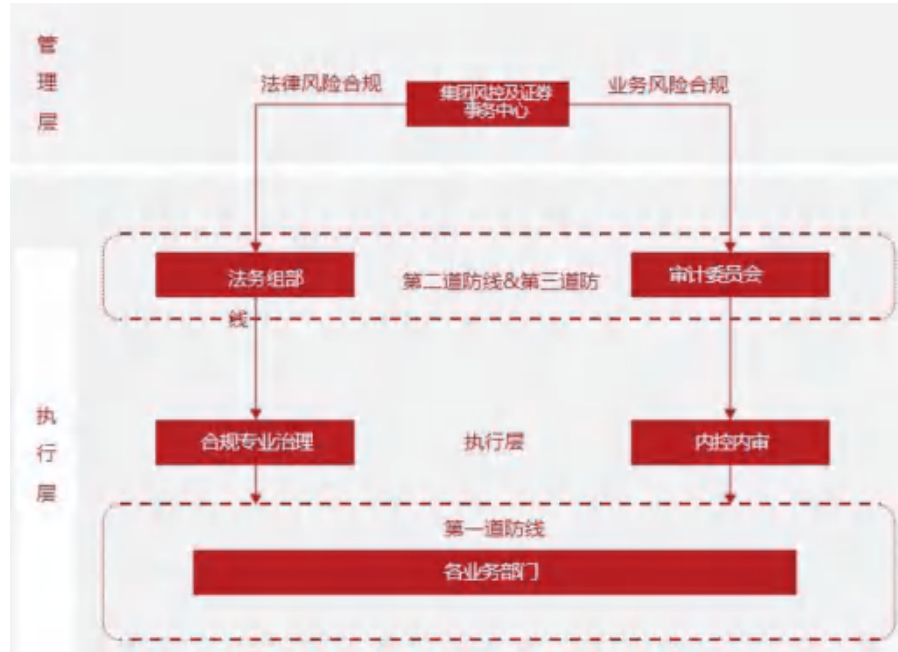 管理层
法律风险合规
集团风控及证券
事务中心
业务风险合规
法务组部
第二道防线&第三道防
线
审计委员会
执行层
合规专业治理
执行层
内控内审
第一道防线
各业务部门